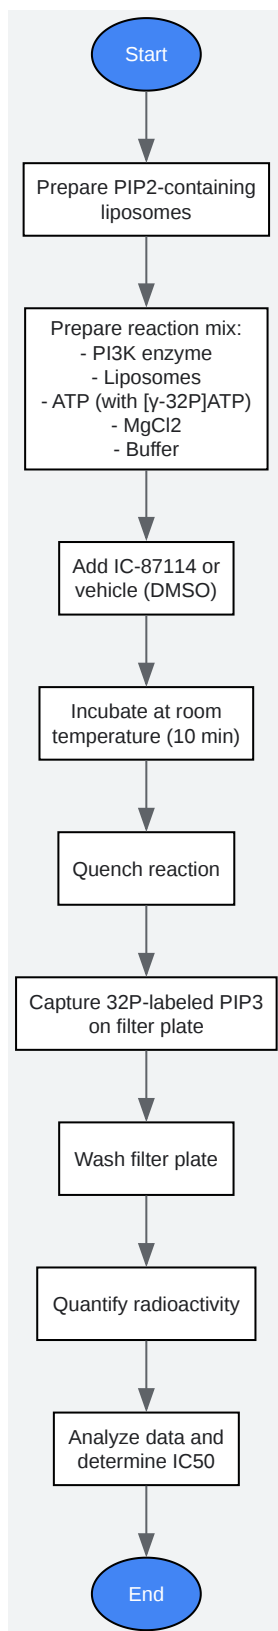 Start
Prepare PIP2-containing
liposomes
Prepare reaction mix:
- PI3K enzyme
- Liposomes
- ATP (with [γ-32P]ATP)
- MgCl2
- Buffer
Add IC-87114 or
vehicle (DMSO)
Incubate at room
temperature (10 min)
Quench reaction
Capture 32P-labeled PIP3
on filter plate
Wash filter plate
Quantify radioactivity
Analyze data and
determine IC50
End